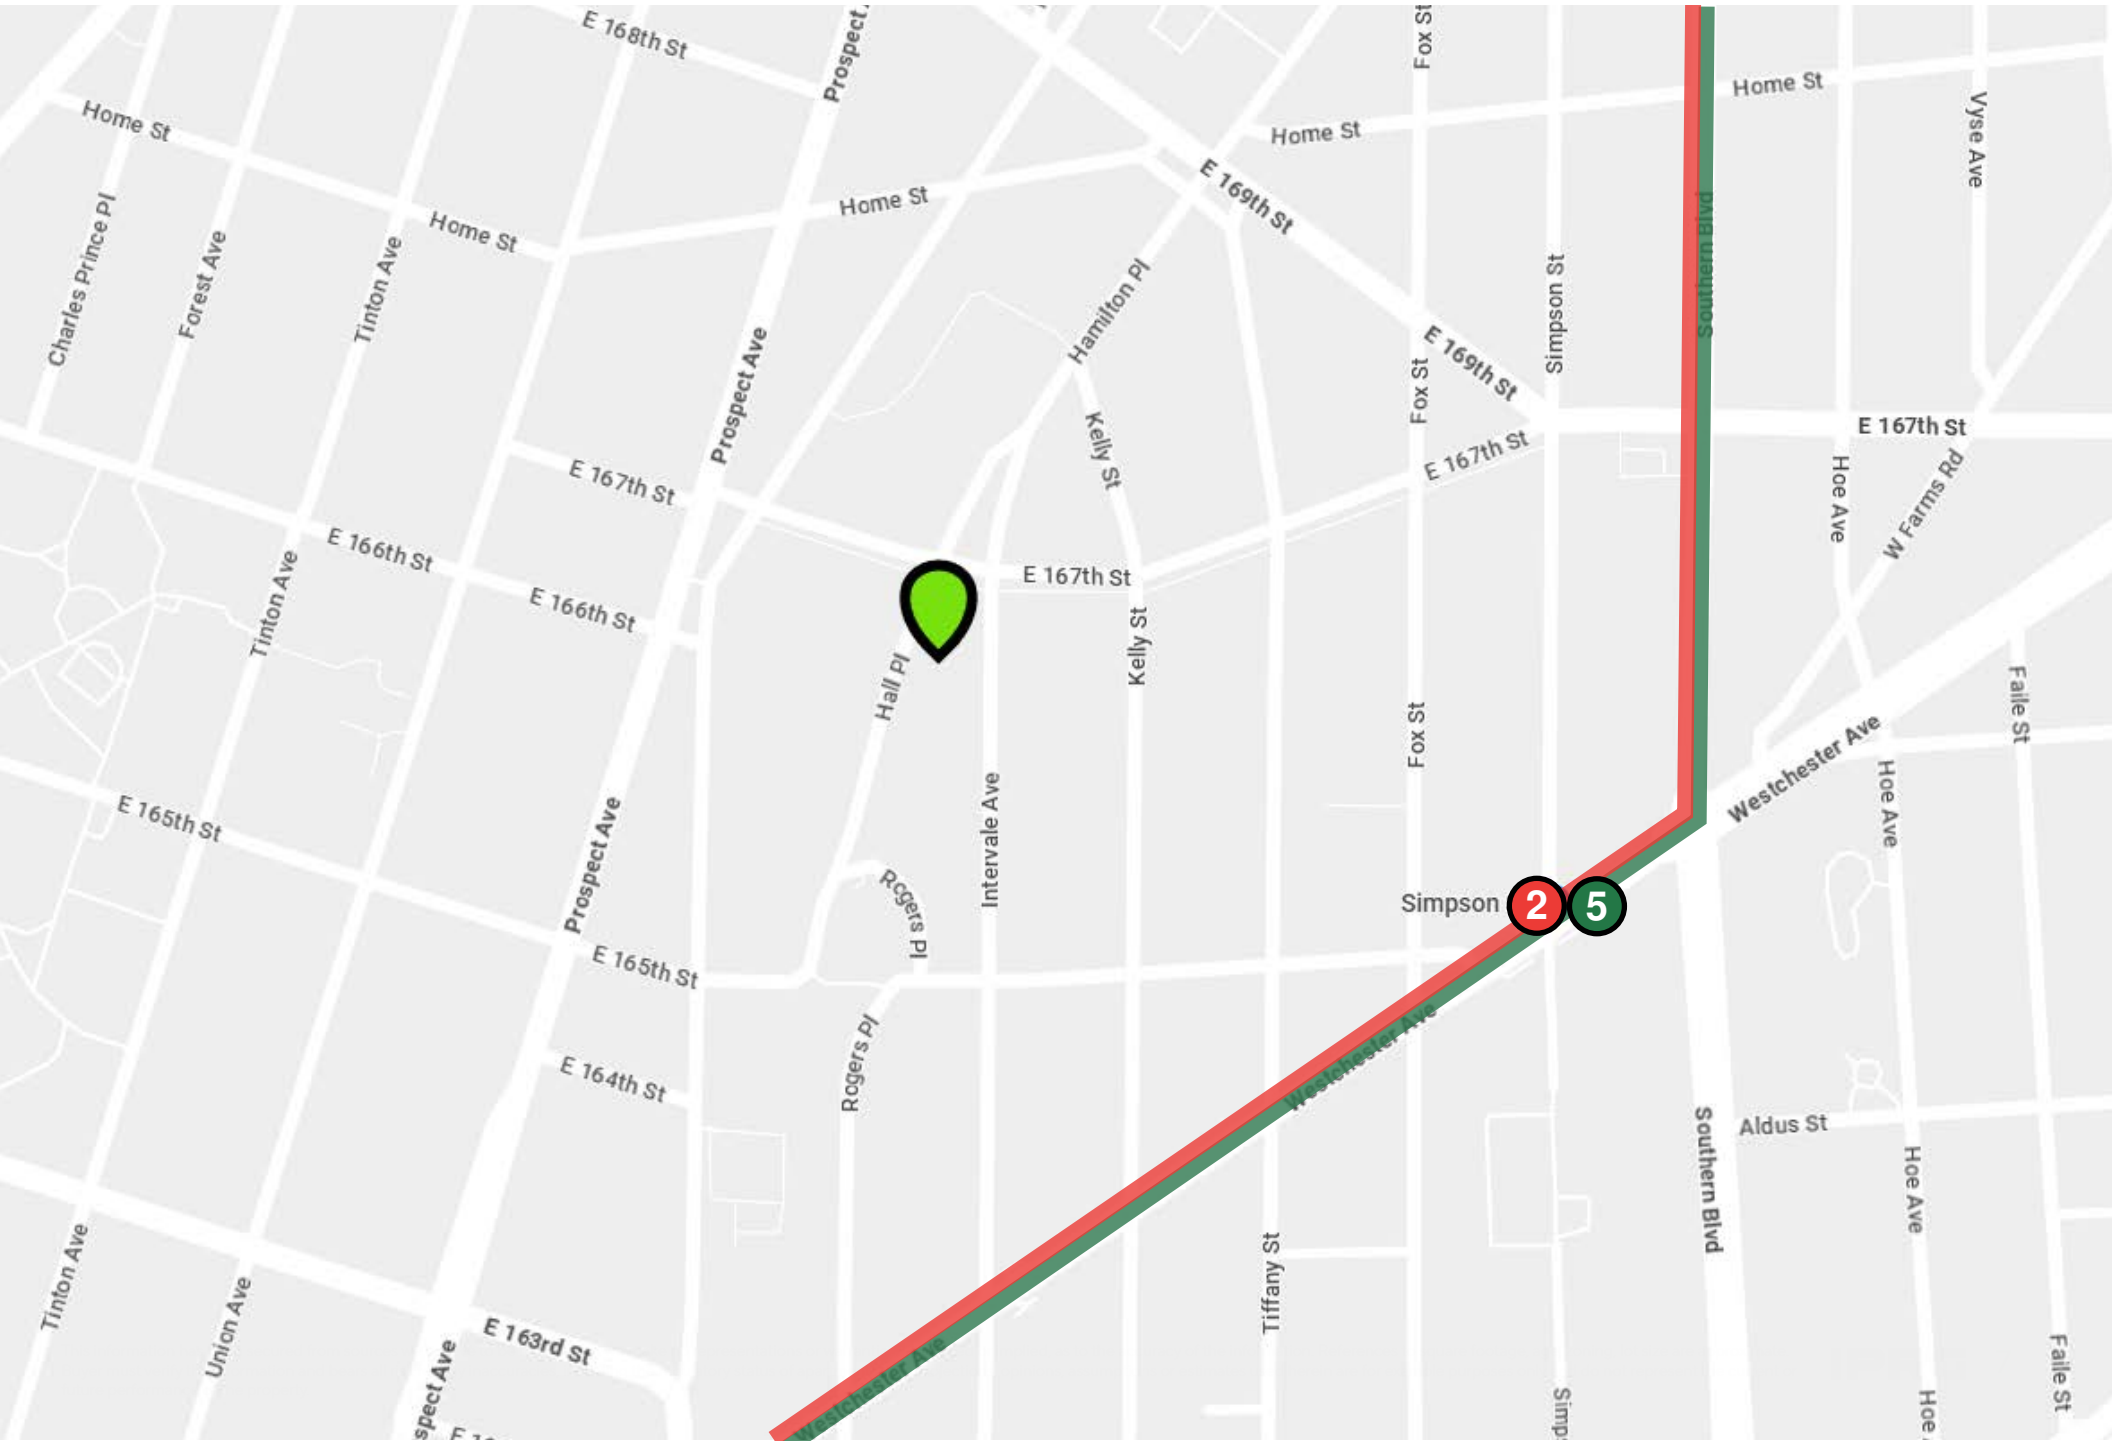 E 168th St
Prospect
Fox St
Home St
Home St
Home St
Vyse Ave
E 169th St
Home St
Charles Prince Pl
Forest Ave
Tinton Ave
Home St
Southern Blvd
Hamilton Pl
Simpson St
Prospect Ave
E 169th St
Fox St
Kelly St
E 167th St
E 167th St
Hoe Ave
W Farms Rd
E 167th St
E 166th St
E 167th St
Tinton Ave
E 166th St
Kelly St
Hall Pl
Fox St
Faile St
Westchester Ave
Hoe Ave
E 165th St
Prospect Ave
Intervale Ave
Rogers Pl
Simpson 2 5
E 165th St
Westchester Ave
Rogers Pl
E 164th St
Aldus St
Southern Blvd
Hoe Ave
Tinton Ave
Union Ave
E 163rd St
Tiffany St
Westchester Ave
Faile St
spect Ave
Simps
Hoe